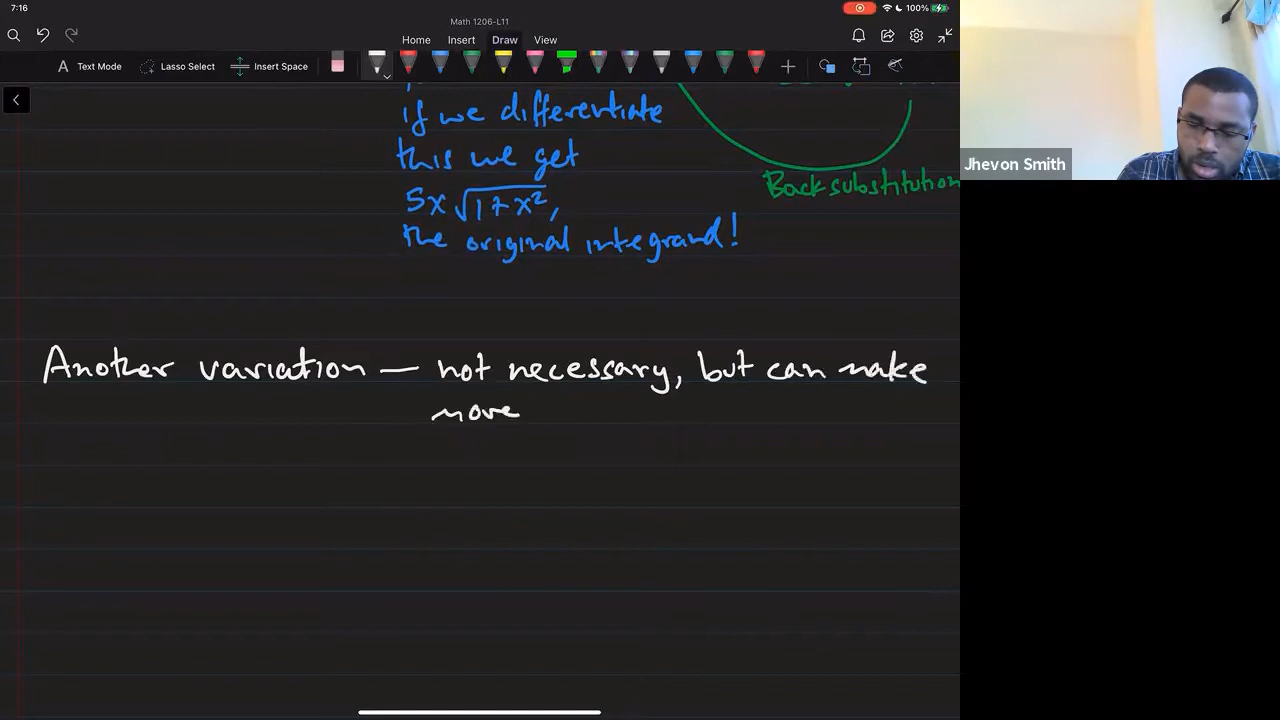 7:16
100%
Math 1206-L11
Home Insert Draw View
Text Mode Lasso Select Insert Space
if we differentiate
this we get
5x √1+x²,
the original integrand!
Back substitution
Jhevon Smith
Another variation — not necessary, but can make
more